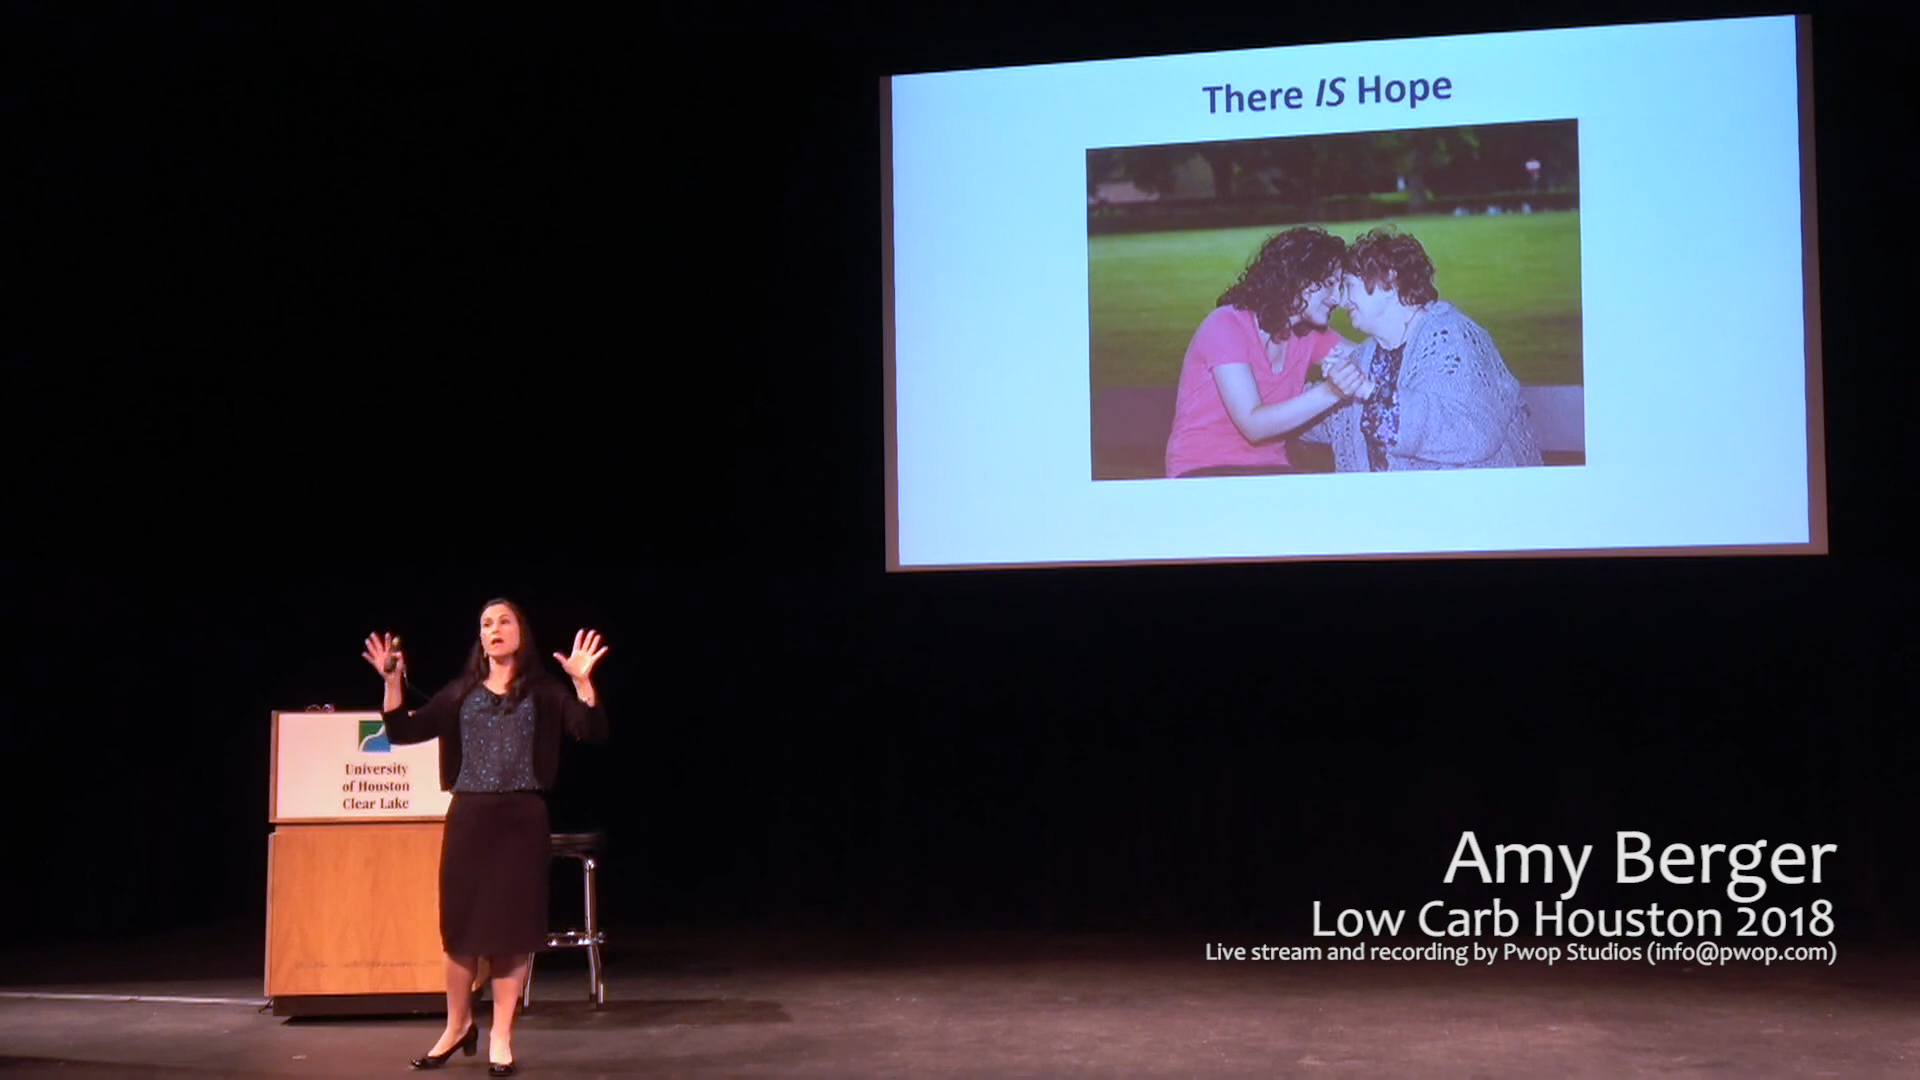 There IS Hope
University
of Houston
Clear Lake
Amy Berger
Low Carb Houston 2018
Live stream and recording by Pwop Studios (info@pwop.com)